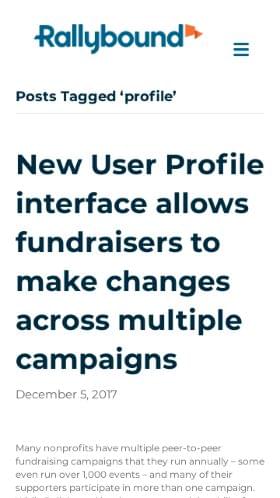 Rallybound
Posts Tagged ‘profile’
New User Profile
interface allows
fundraisers to
make changes
across multiple
campaigns
December 5, 2017
Many nonprofits have multiple peer-to-peer
fundraising campaigns that they run annually – some
even run over 1,000 events – and many of their
supporters participate in more than one campaign.